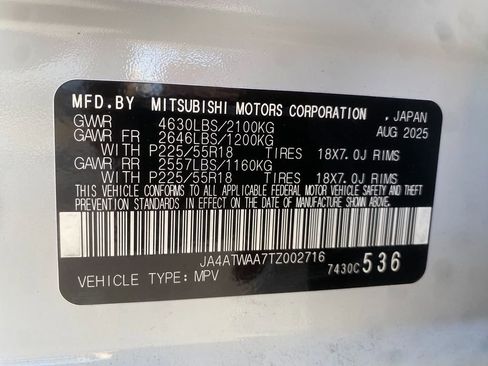 MFD.BY MITSUBISHI MOTORS CORPORATION , JAPAN
GVWR 4630LBS/2100KG AUG 2025
GAWR FR 2646LBS/1200KG
WITH P225/55R18 TIRES 18X7.0J RIMS
GAWR RR 2557LBS/1160KG
WITH P225/55R18 TIRES 18X7.0J RIMS
THIS VEHICLE CONFORMS TO ALL APPLICABLE FEDERAL MOTOR VEHICLE SAFETY AND THEFT
PREVENTION STANDARDS IN EFFECT ON THE DATE OF MANUFACTURE SHOWN ABOVE.
JA4ATWAA7TZ002716
VEHICLE TYPE: MPV 7430C 536